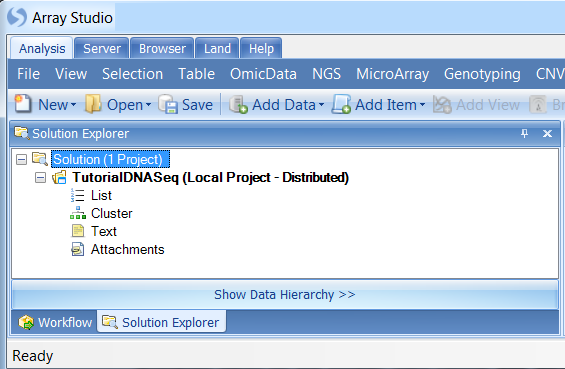 Array Studio
Analysis Server Browser Land Help
File View Selection Table OmicData NGS MicroArray Genotyping CNV
New Open Save Add Data Add Item Add View
Solution Explorer
Solution (1 Project)
TutorialDNASeq (Local Project - Distributed)
List
Cluster
Text
Attachments
Show Data Hierarchy >>
Workflow Solution Explorer
Ready